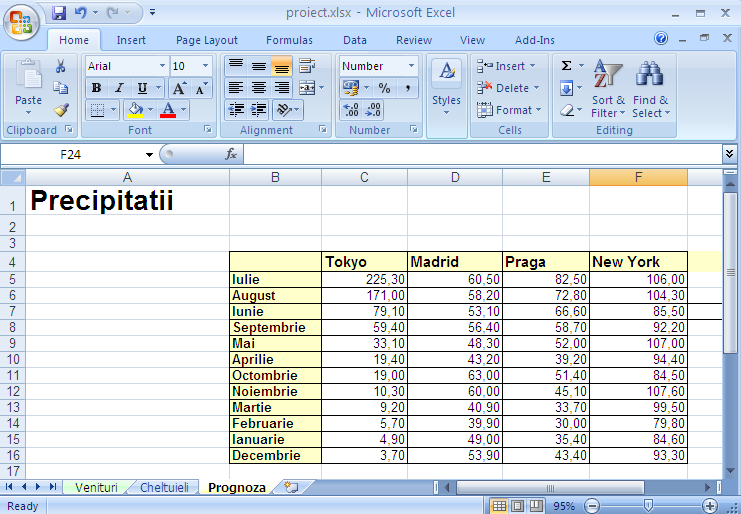 proiect.xlsx - Microsoft Excel
Home Insert Page Layout Formulas Data Review View Add-Ins
Paste
Clipboard
Arial 10
B I U A A
A
Font
Alignment
Number
% ,
Number
Styles
Insert
Delete
Format
Cells
Σ
Sort & Filter
Find & Select
Editing
F24 fx
A B C D E F
1 Precipitatii
2
3
4 Tokyo Madrid Praga New York
5 Iulie 225,30 60,50 82,50 106,00
6 August 171,00 58,20 72,80 104,30
7 Iunie 79,10 53,10 66,60 85,50
8 Septembrie 59,40 56,40 58,70 92,20
9 Mai 33,10 48,30 52,00 107,00
10 Aprilie 19,40 43,20 39,20 94,40
11 Octombrie 19,00 63,00 51,40 84,50
12 Noiembrie 10,30 60,00 45,10 107,60
13 Martie 9,20 40,90 33,70 99,50
14 Februarie 5,70 39,90 30,00 79,80
15 Ianuarie 4,90 49,00 35,40 84,60
16 Decembrie 3,70 53,90 43,40 93,30
17
Venituri Cheltuieli Prognoza
Ready 95%